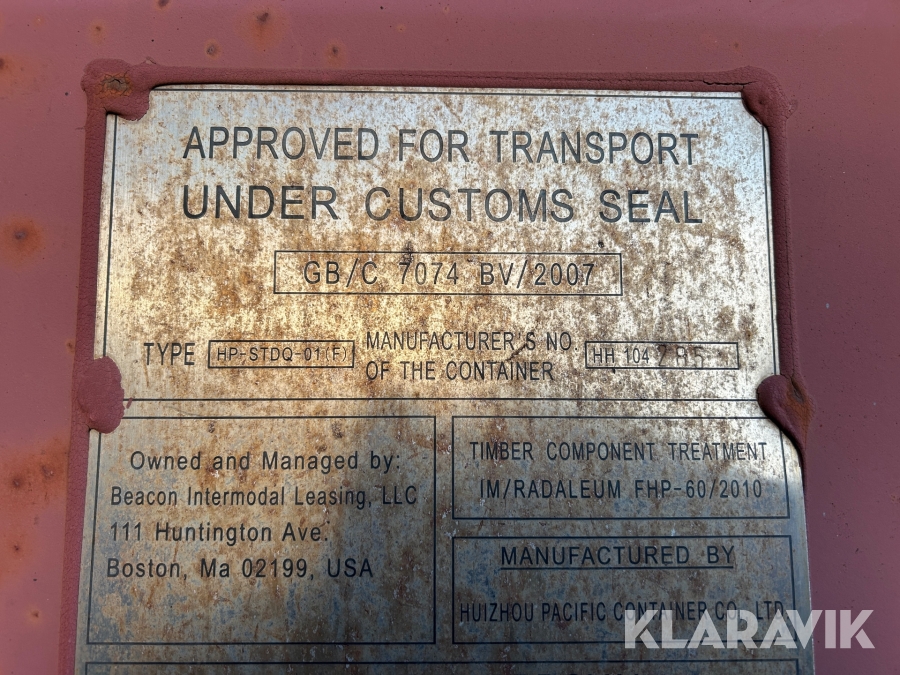 APPROVED FOR TRANSPORT
UNDER CUSTOMS SEAL
GB/C 7074 BV/2007
TYPE HP-STDQ-01(F) MANUFACTURER'S NO. HH 104
OF THE CONTAINER
Owned and Managed by:
Beacon Intermodal Leasing, LLC
111 Huntington Ave.
Boston, Ma 02199, USA
TIMBER COMPONENT TREATMENT
IM/RADALEUM FHP-60/2010
MANUFACTURED BY
HUIZHOU PACIFIC CONTAINER CO., LTD.
KLARAVIK